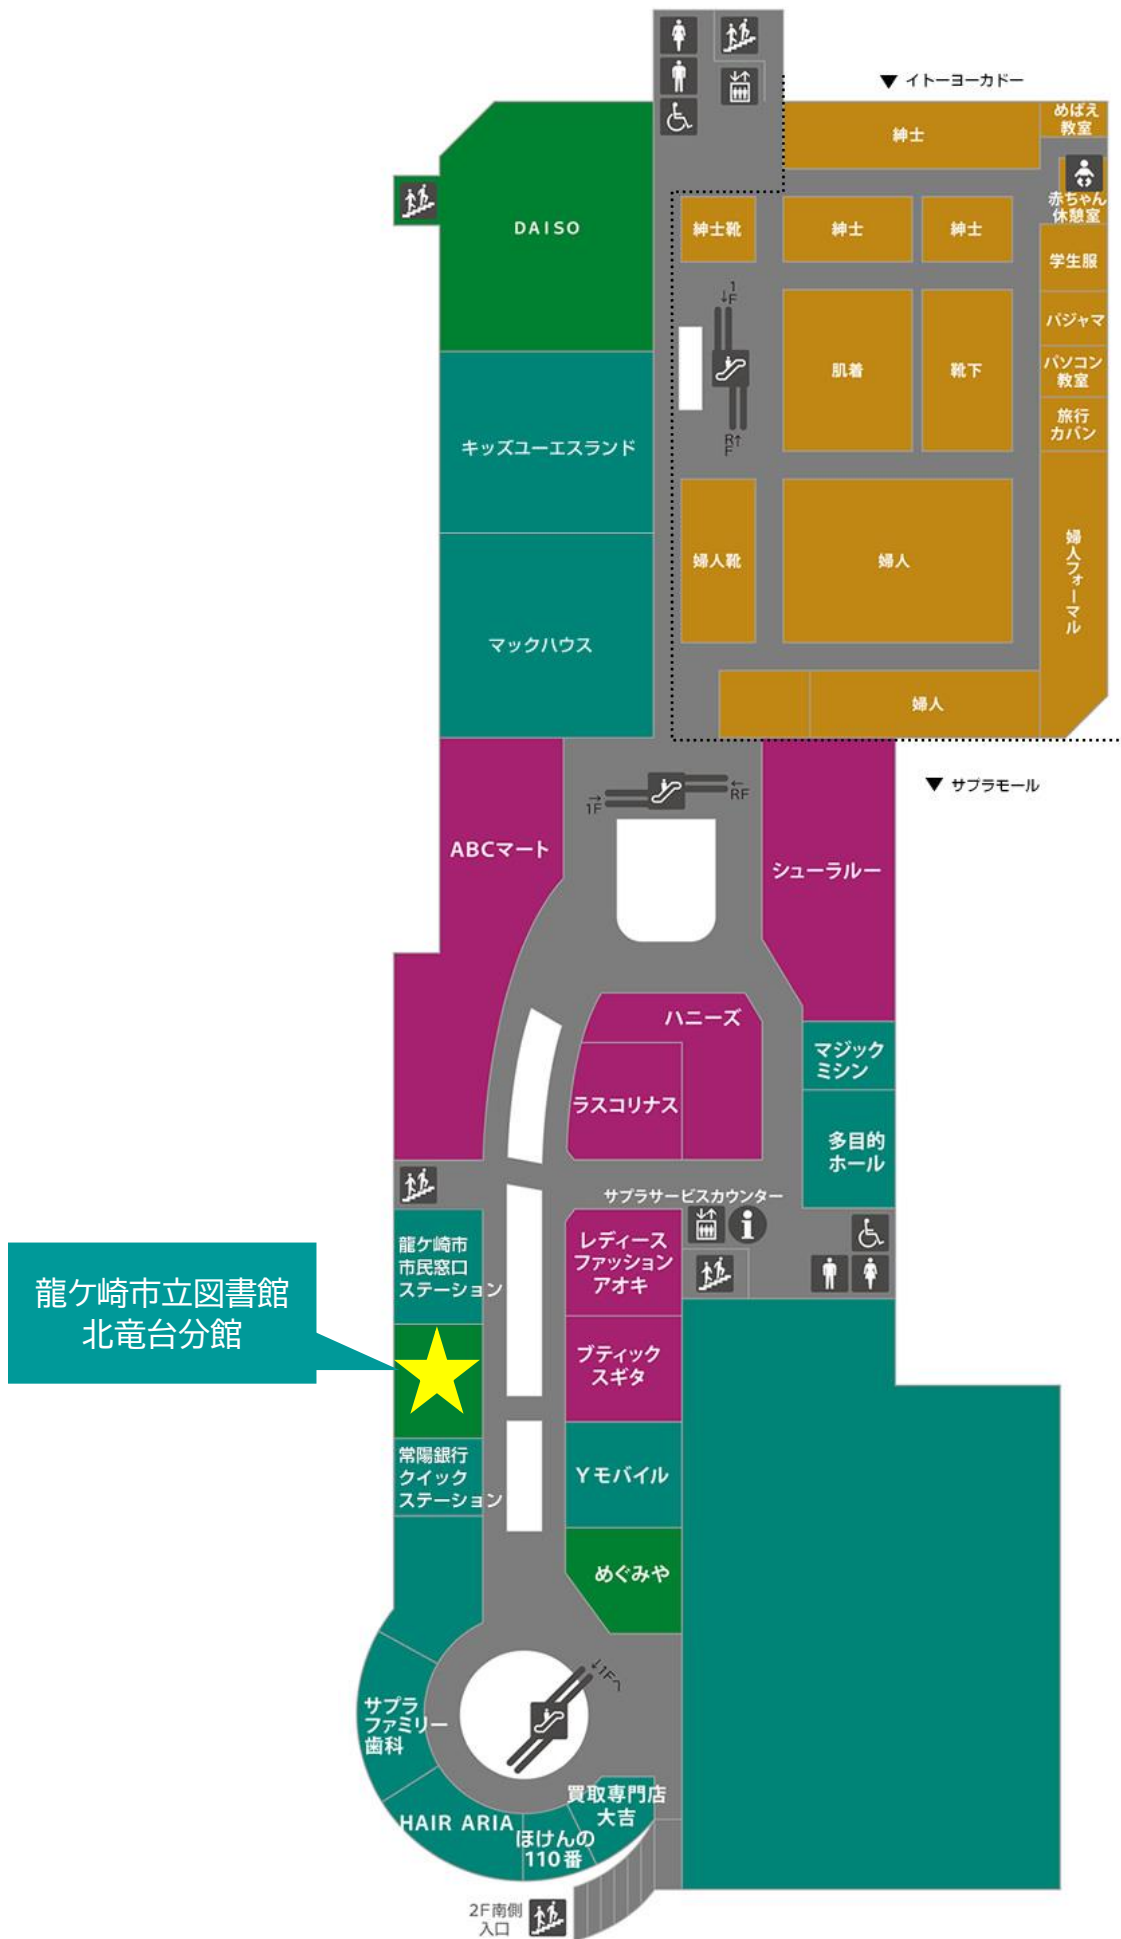 ▼ イトーヨーカドー
めばえ
教室
紳士
赤ちゃん
休憩室
DAISO
紳士靴
紳士
紳士
学生服
↓1F
パジャマ
肌着
靴下
パソコン
教室
旅行
カバン
RF↑
キッズユーエスランド
婦人靴
婦人
婦人フォーマル
マックハウス
婦人
▼ サプラモール
→
1F
←
RF
ABCマート
シューラルー
ハニーズ
マジック
ミシン
ラスコリナス
多目的
ホール
サプラサービスカウンター
i
龍ケ崎市
市民窓口
ステーション
レディース
ファッション
アオキ
龍ケ崎市立図書館
北竜台分館
ブティック
スギタ
常陽銀行
クイック
ステーション
Yモバイル
めぐみや
↓1Fへ
サプラ
ファミリー
歯科
買取専門店
大吉
HAIR ARIA
ほけんの
110番
2F南側
入口